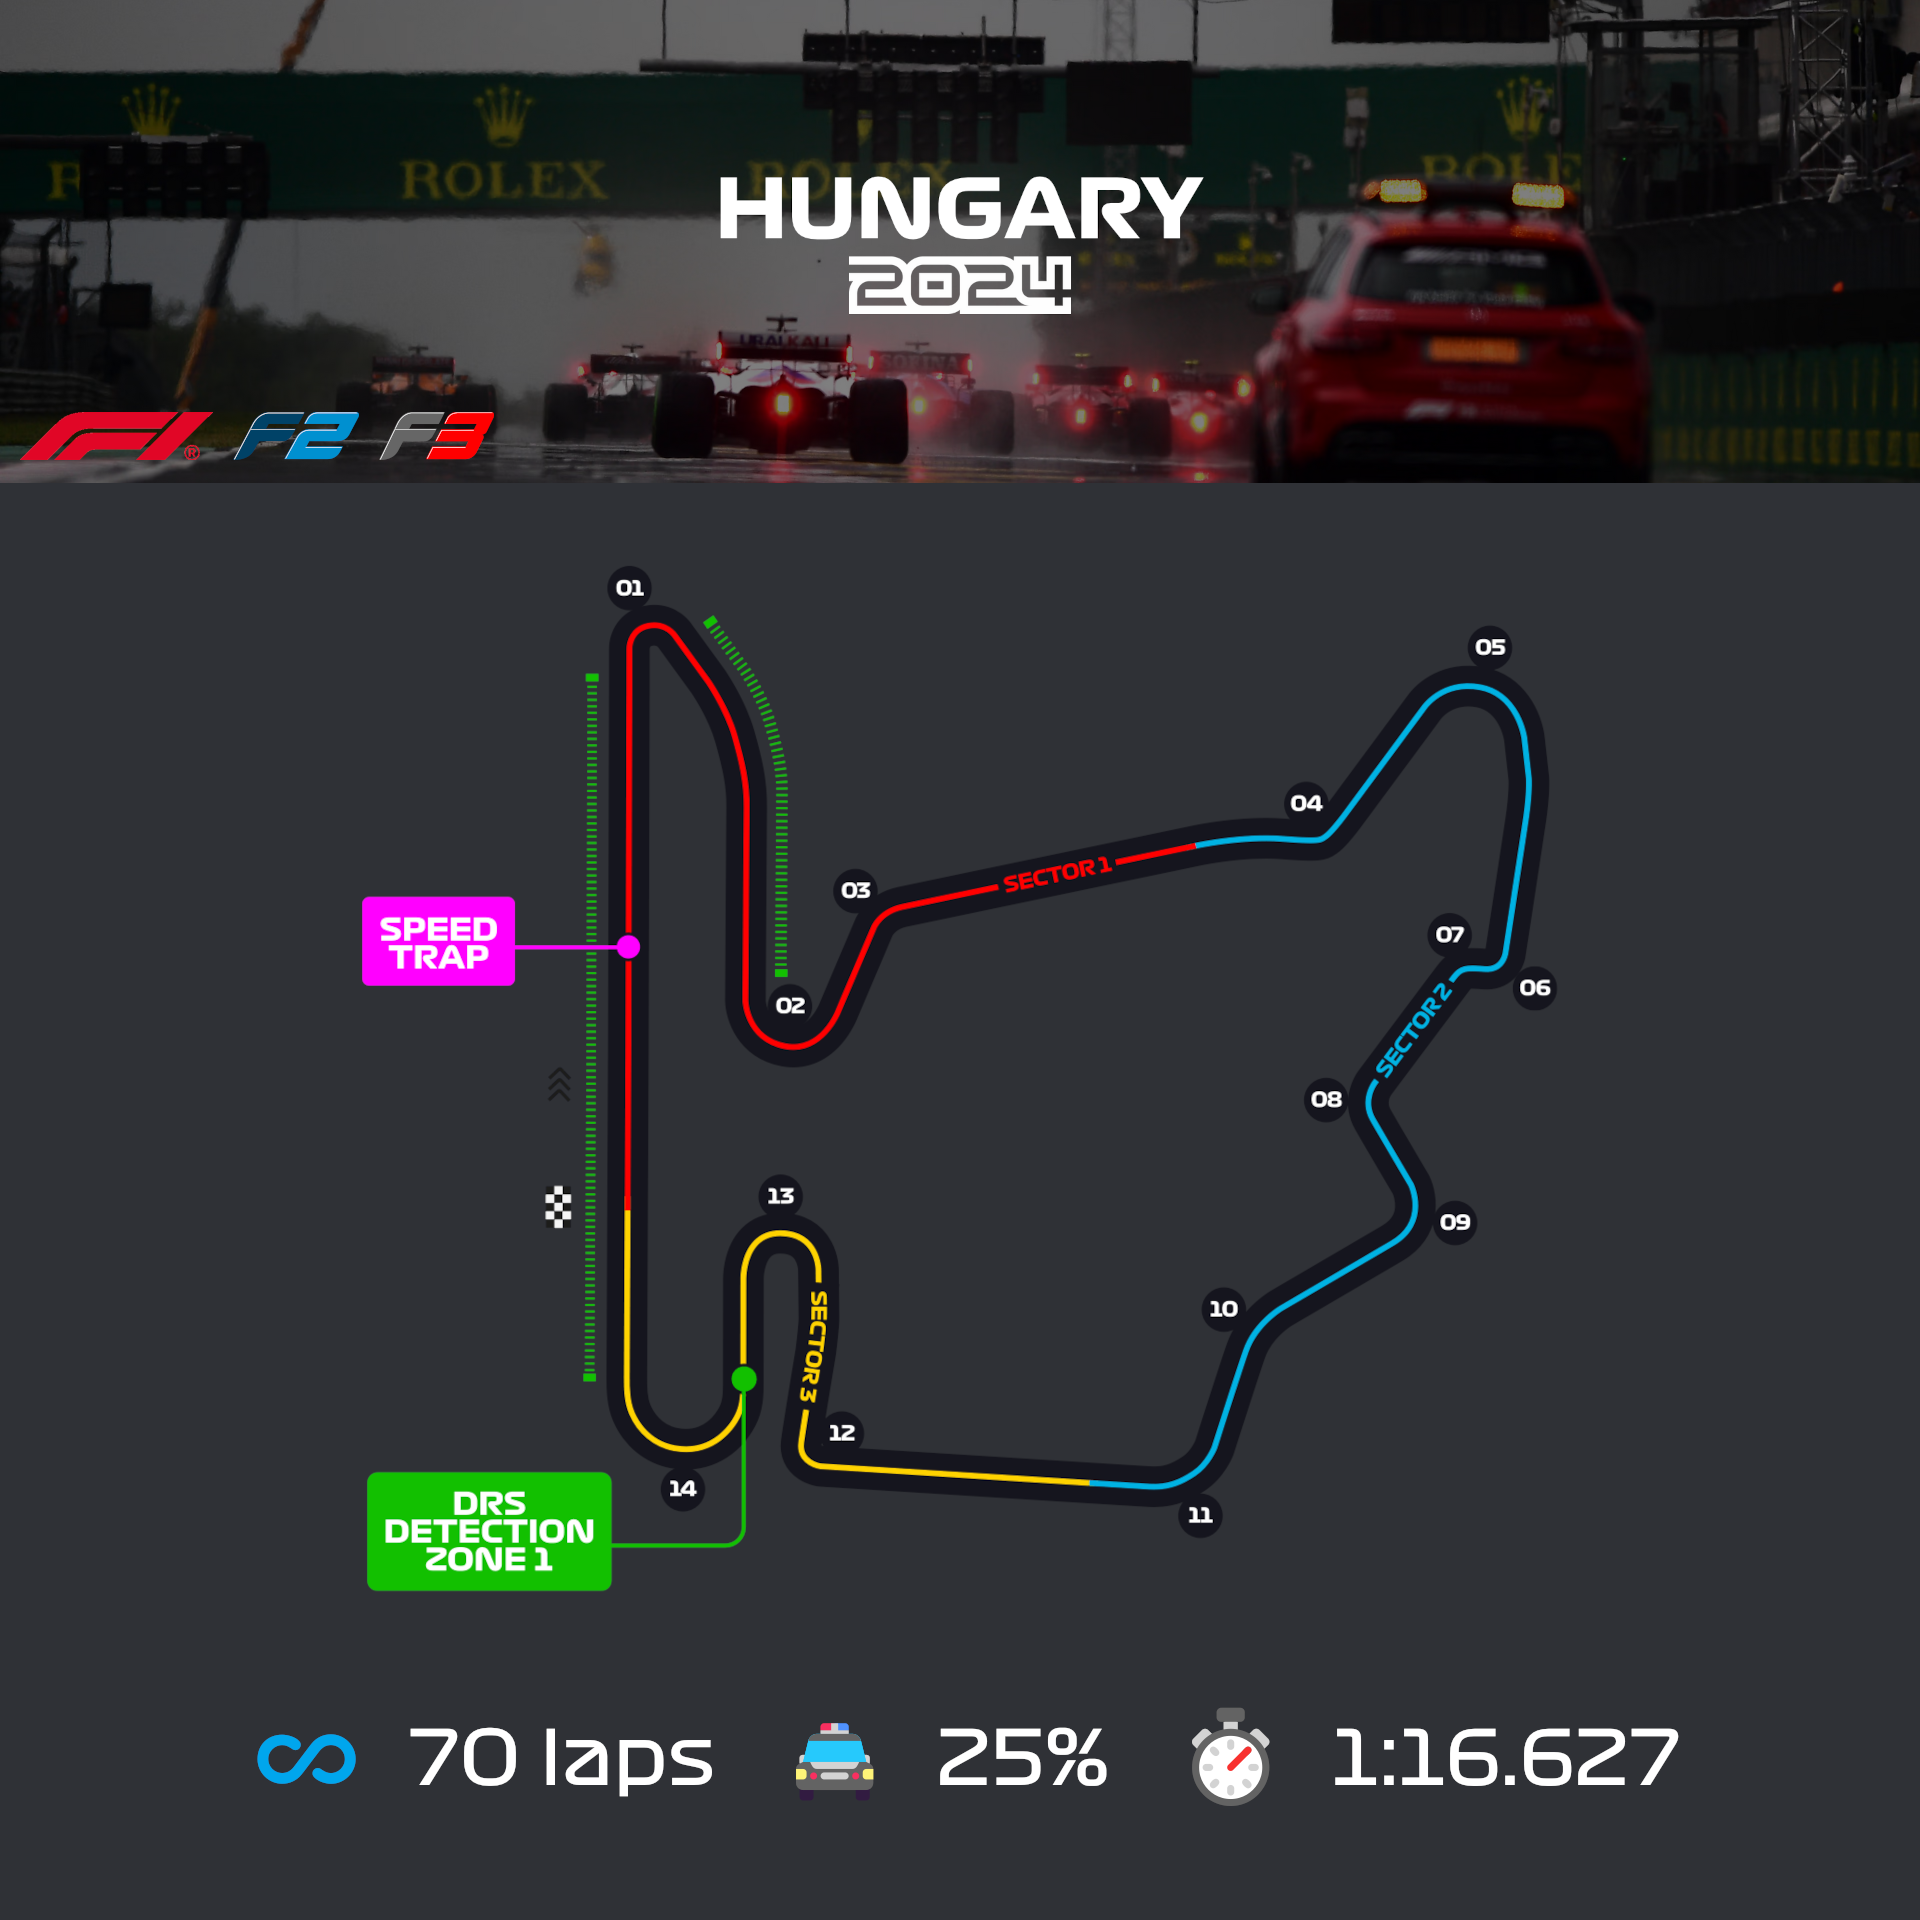 ROLEX
ROLEX
ROLE
HUNGARY
2024
URALKALI
F1®
F2
F3
01
05
04
03
SECTOR 1
SPEED
TRAP
07
06
02
SECTOR 2
08
13
09
10
SECTOR 3
12
14
11
DRS
DETECTION
ZONE 1
70 laps
25%
1:16.627